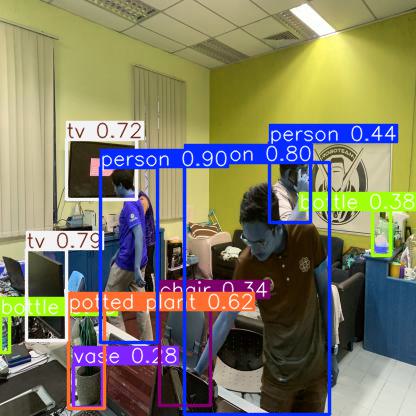 tv 0.72
person 0.44
person 0.90
on 0.80
ROBOTEAM
bottle 0.38
tv 0.79
chair 0.34
bottle
potted plant 0.62
vase 0.28